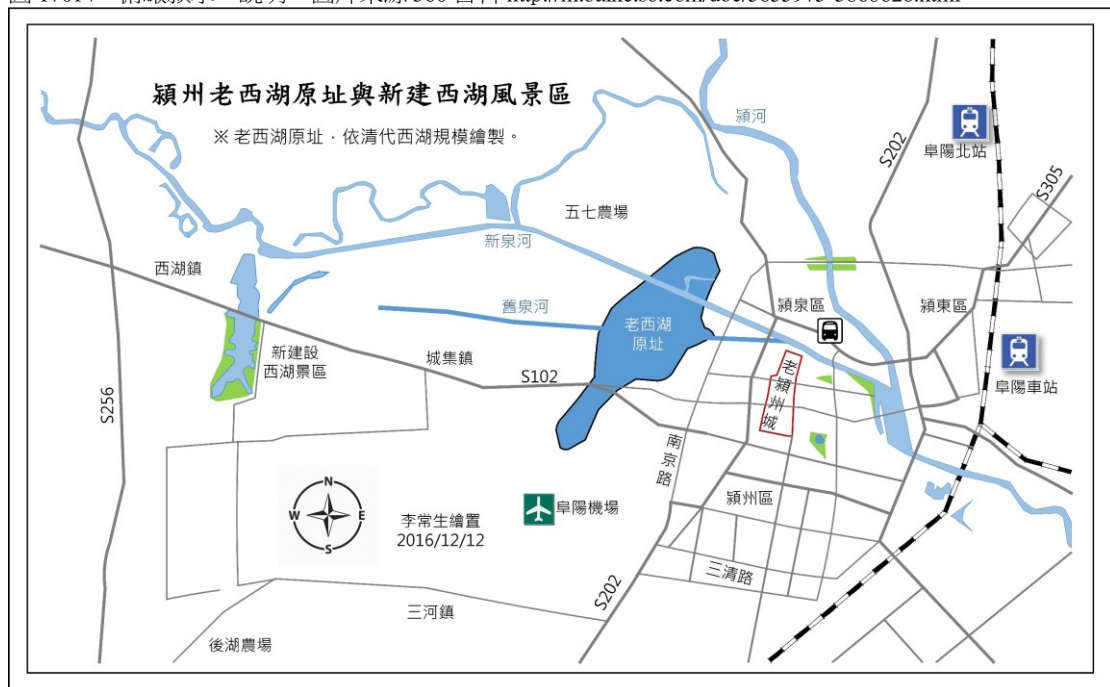 潁州老西湖原址與新建西湖風景區
※ 老西湖原址，依清代西湖規模繪製。
潁河
S202
阜陽北站
S305
五七農場
新泉河
西湖鎮
舊泉河
老西湖
原址
潁泉區
潁東區
新建設
西湖景區
城集鎮
S102
老潁州城
阜陽車站
S256
南京路
潁州區
N
W
E
S
李常生繪置
2016/12/12
阜陽機場
三清路
S202
三河鎮
後湖農場